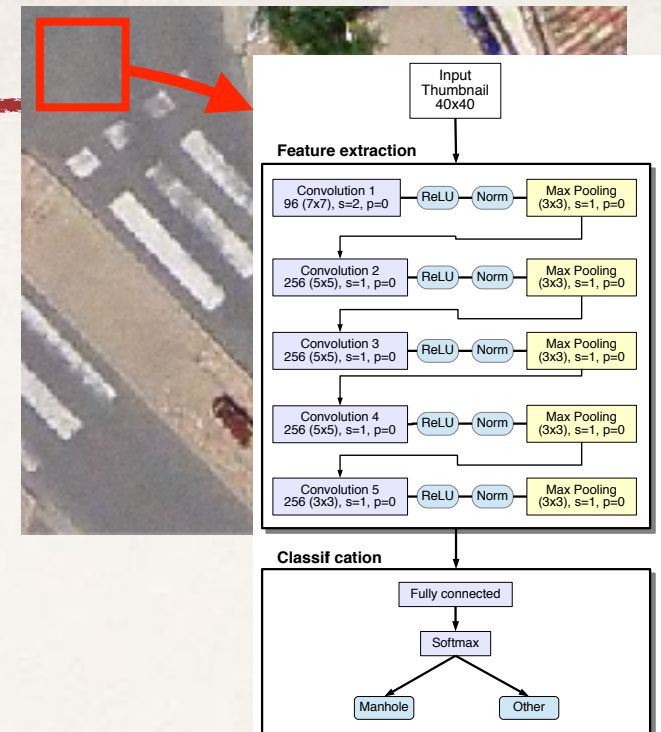 Input
Thumbnail
40x40
Feature extraction
Convolution 1
96 (7x7), s=2, p=0
ReLU
Norm
Max Pooling
(3x3), s=1, p=0
Convolution 2
256 (5x5), s=1, p=0
ReLU
Norm
Max Pooling
(3x3), s=1, p=0
Convolution 3
256 (5x5), s=1, p=0
ReLU
Norm
Max Pooling
(3x3), s=1, p=0
Convolution 4
256 (5x5), s=1, p=0
ReLU
Norm
Max Pooling
(3x3), s=1, p=0
Convolution 5
256 (3x3), s=1, p=0
ReLU
Norm
Max Pooling
(3x3), s=1, p=0
Classif cation
Fully connected
Softmax
Manhole
Other